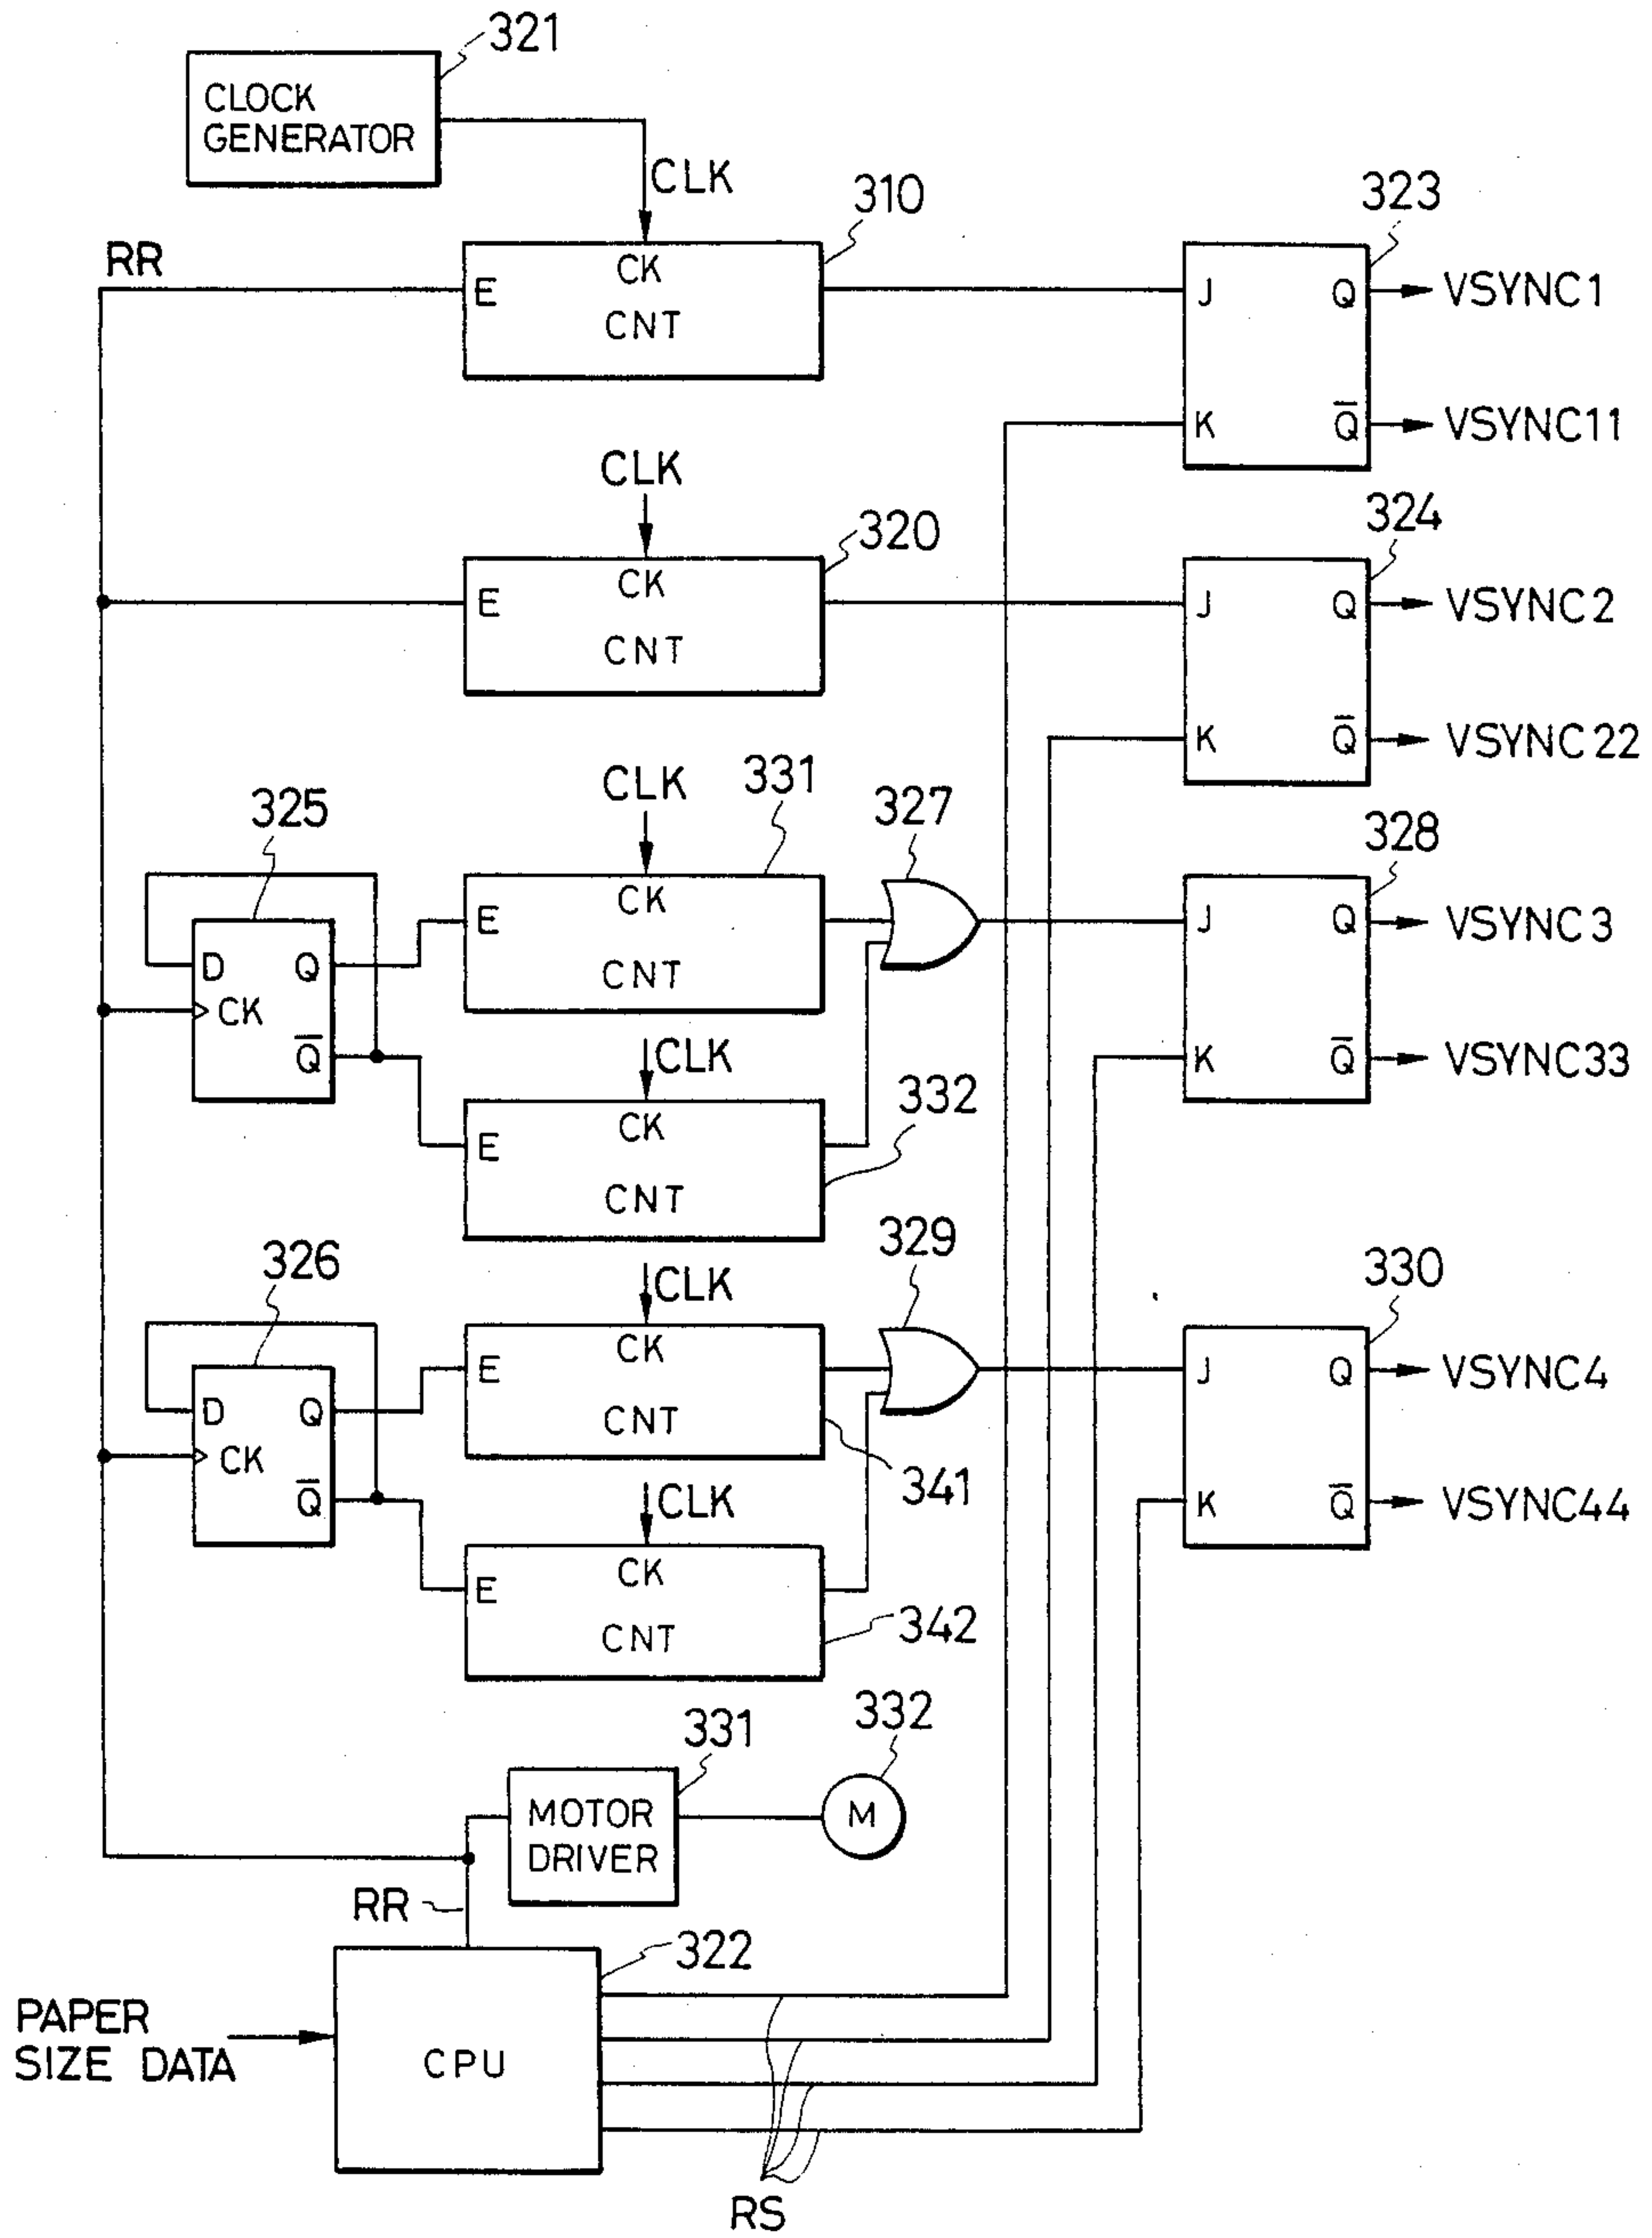 321
CLOCK
GENERATOR
CLK
310
323
RR
E
CK
CNT
J
Q
VSYNC1
K
Q̅
VSYNC11
CLK
320
324
E
CK
CNT
J
Q
VSYNC2
K
Q̅
VSYNC22
CLK
331
327
325
328
E
CK
CNT
J
Q
VSYNC3
D
Q
CK
Q̅
K
Q̅
VSYNC33
CLK
332
E
CK
CNT
329
326
CLK
330
E
CK
CNT
J
Q
VSYNC4
D
Q
CK
Q̅
341
K
Q̅
VSYNC44
CLK
E
CK
CNT
342
331
332
MOTOR
DRIVER
M
RR
322
PAPER
SIZE DATA
CPU
RS